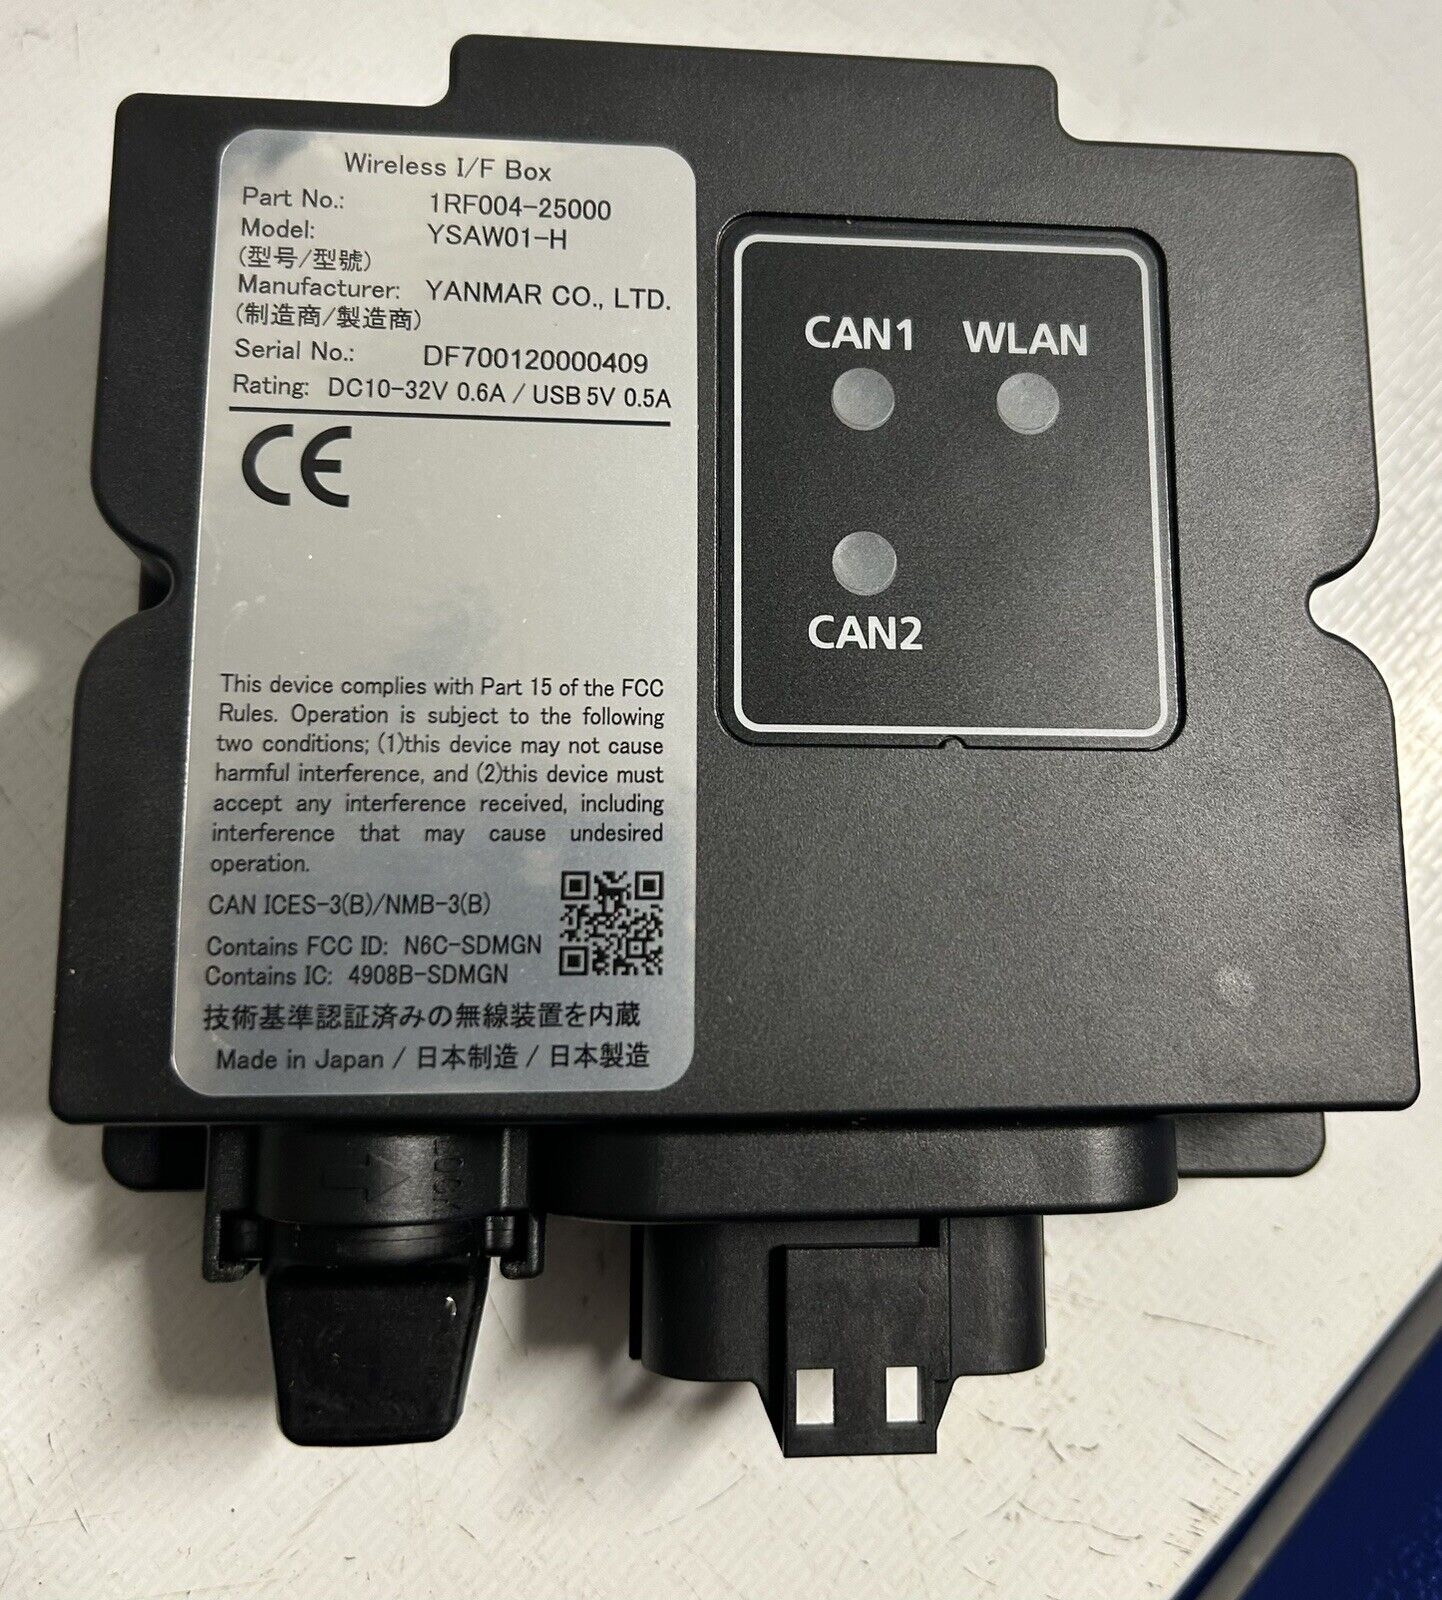 Wireless I/F Box
Part No.: 1RF004-25000
Model: YSAW01-H
(型号/型號)
Manufacturer: YANMAR CO., LTD.
(制造商/製造商)
Serial No.: DF700120000409
Rating: DC10-32V 0.6A / USB 5V 0.5A
CE
This device complies with Part 15 of the FCC
Rules. Operation is subject to the following
two conditions; (1)this device may not cause
harmful interference, and (2)this device must
accept any interference received, including
interference that may cause undesired
operation.
CAN ICES-3(B)/NMB-3(B)
Contains FCC ID: N6C-SDMGN
Contains IC: 4908B-SDMGN
技術基準認証済みの無線装置を内蔵
Made in Japan / 日本制造 / 日本製造
CAN1 WLAN
CAN2